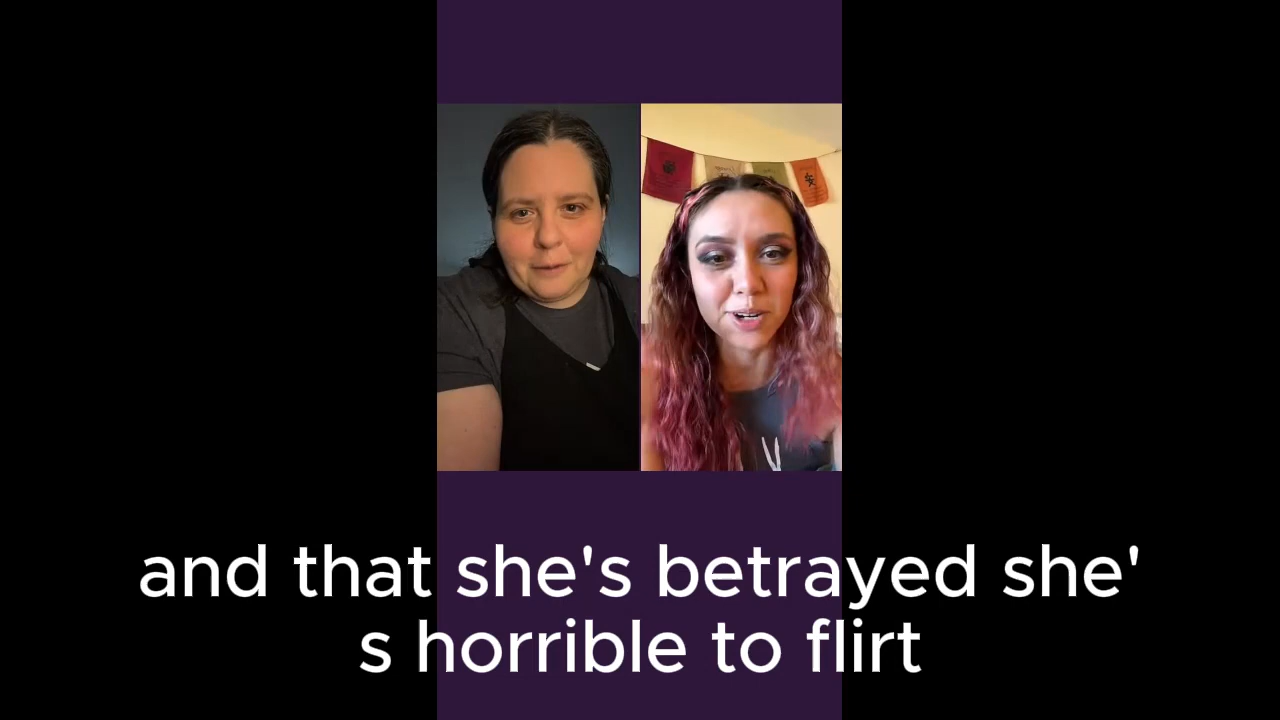 and that she's betrayed she'
s horrible to flirt